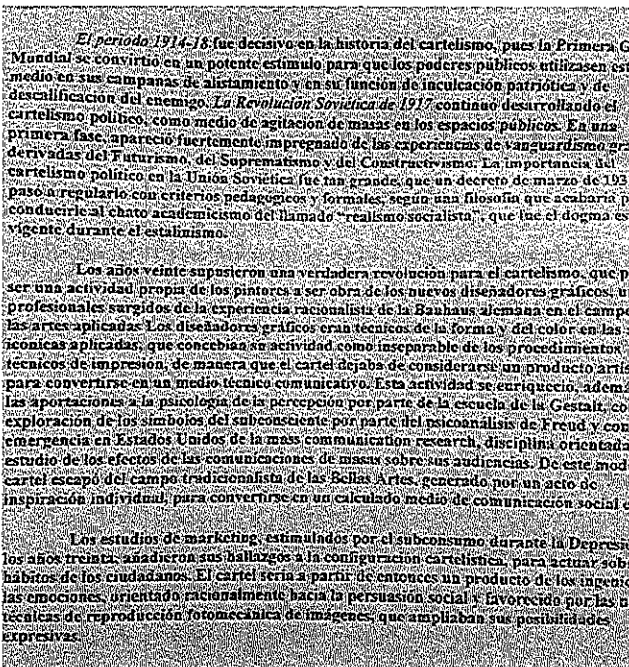 El período 1914-18 fue decisivo en la historia del cartelismo, pues la Primera G
Mundial se convirtió en un potente estímulo para que los poderes públicos utilizasen est
medio en sus campañas de alistamiento y en su función de inculcación patriótica y de
descalificación del enemigo. La Revolución Soviética de 1917 continuó desarrollando el
cartelismo político, como medio de agitación de masas en los espacios públicos. En una
primera fase, apareció fuertemente impregnado de las experiencias de vanguardismo grá
derivadas del Futurismo, del Suprematismo y del Constructivismo. La importancia del
cartelismo político en la Unión Soviética fue tan grande, que un decreto de marzo de 193
pasó a regularlo con criterios pedagógicos y formales, según una filosofía que acabaría p
conducirle al chato academicismo del llamado "realismo socialista", que fue el dogma es
vigente durante el estalinismo.
Los años veinte supusieron una verdadera revolución para el cartelismo, que p
ser una actividad propia de los pintores a ser obra de los nuevos diseñadores gráficos, u
profesionales surgidos de la experiencia racionalista de la Bauhaus alemana en el campo
las artes aplicadas. Los diseñadores gráficos eran técnicos de la forma y del color en las
icónicas aplicadas, que concebían su actividad como inseparable de los procedimientos
técnicos de impresión, de manera que el cartel dejaba de considerarse un producto artís
para convertirse en un medio técnico comunicativo. Esta actividad se enriqueció, ademá
las aportaciones a la psicología de la percepción por parte de la escuela de la Gestalt, co
exploración de los símbolos del subconsciente por parte del psicoanálisis de Freud y con
emergencia en Estados Unidos de la mass communication research, disciplina orientada
estudio de los efectos de las comunicaciones de masas sobre sus audiencias. De este mod
cartel escapó del campo tradicionalista de las Bellas Artes, generado por un acto de
inspiración individual, para convertirse en un calculado medio de comunicación social c
Los estudios de marketing, estimulados por el subconsumo durante la Depresi
los años treinta, añadieron sus hallazgos a la configuración cartelística, para actuar sob
hábitos de los ciudadanos. El cartel sería a partir de entonces un producto de los ingenie
las emociones, orientado racionalmente hacia la persuasión social y favorecido por las n
técnicas de reproducción fotomecánica de imágenes, que ampliaban sus posibilidades
expresivas.